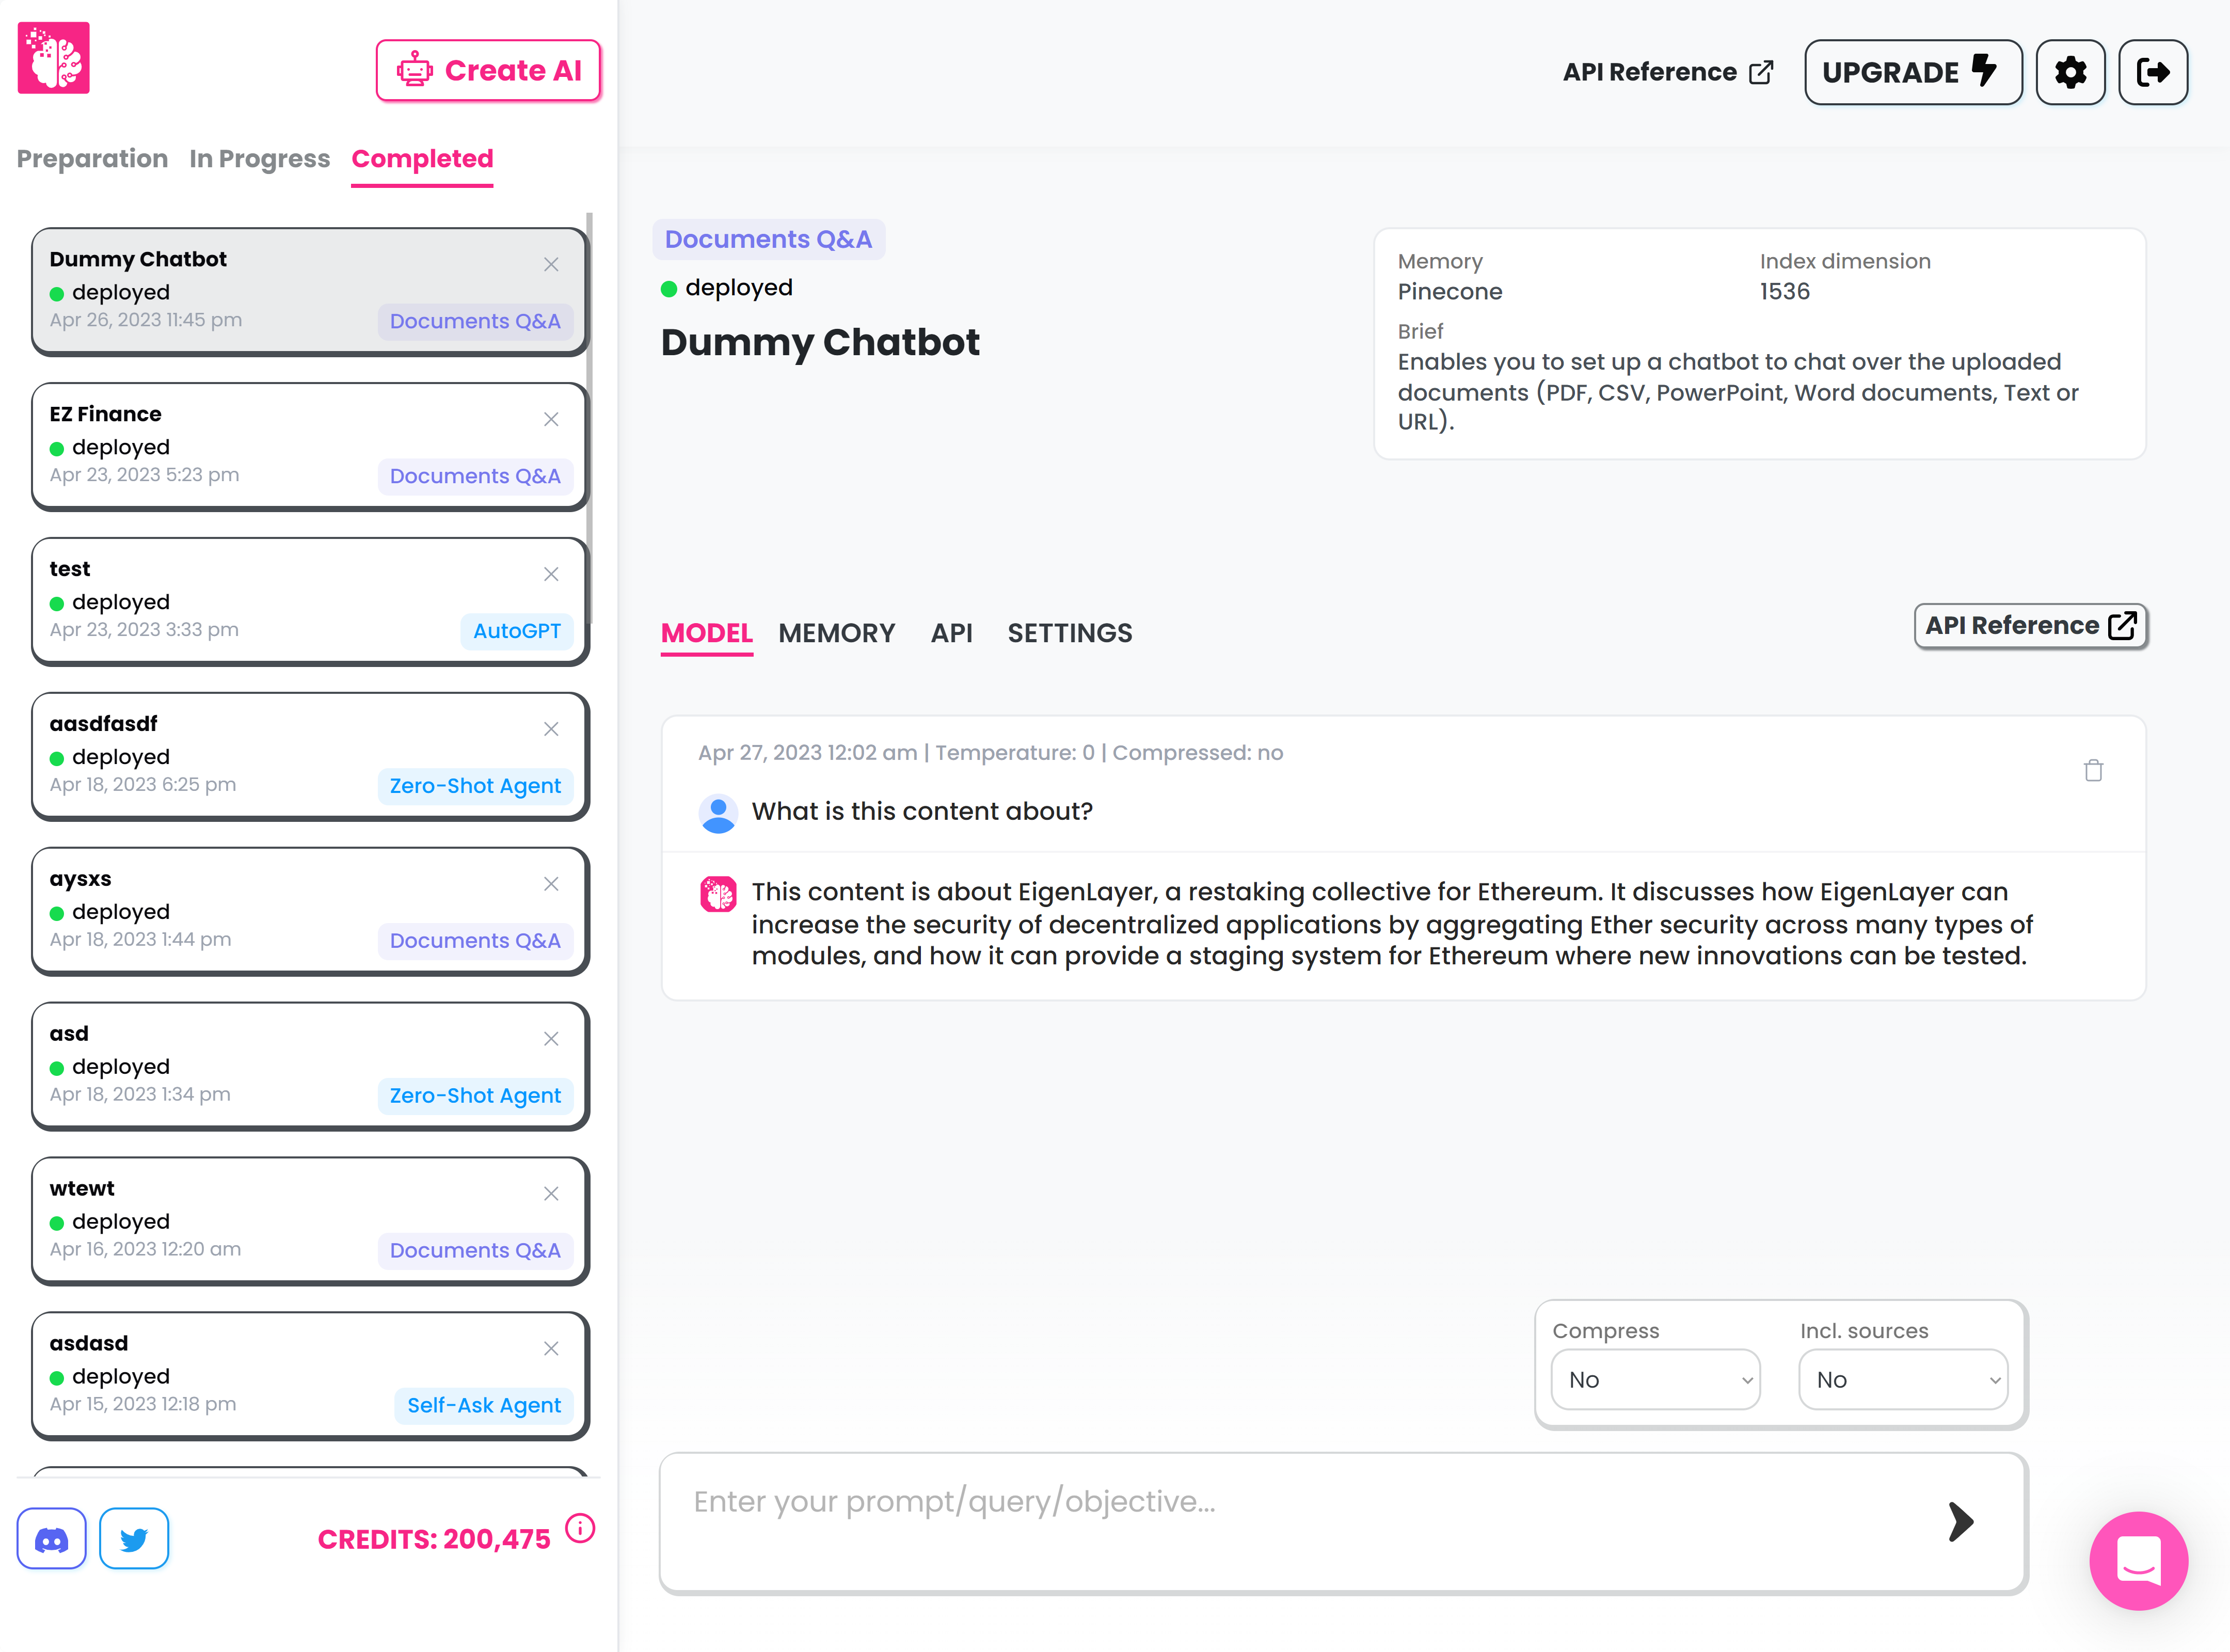 Create AI
Preparation In Progress Completed
Dummy Chatbot
deployed
Apr 26, 2023 11:45 pm
Documents Q&A
EZ Finance
deployed
Apr 23, 2023 5:23 pm
Documents Q&A
test
deployed
Apr 23, 2023 3:33 pm
AutoGPT
aasdfasdf
deployed
Apr 18, 2023 6:25 pm
Zero-Shot Agent
aysxs
deployed
Apr 18, 2023 1:44 pm
Documents Q&A
asd
deployed
Apr 18, 2023 1:34 pm
Zero-Shot Agent
wtewt
deployed
Apr 16, 2023 12:20 am
Documents Q&A
asdasd
deployed
Apr 15, 2023 12:18 pm
Self-Ask Agent
CREDITS: 200,475
API Reference
UPGRADE
Documents Q&A
deployed
Dummy Chatbot
Memory
Pinecone
Index dimension
1536
Brief
Enables you to set up a chatbot to chat over the uploaded
documents (PDF, CSV, PowerPoint, Word documents, Text or
URL).
MODEL MEMORY API SETTINGS
API Reference
Apr 27, 2023 12:02 am | Temperature: 0 | Compressed: no
What is this content about?
This content is about EigenLayer, a restaking collective for Ethereum. It discusses how EigenLayer can
increase the security of decentralized applications by aggregating Ether security across many types of
modules, and how it can provide a staging system for Ethereum where new innovations can be tested.
Compress
No
Incl. sources
No
Enter your prompt/query/objective...